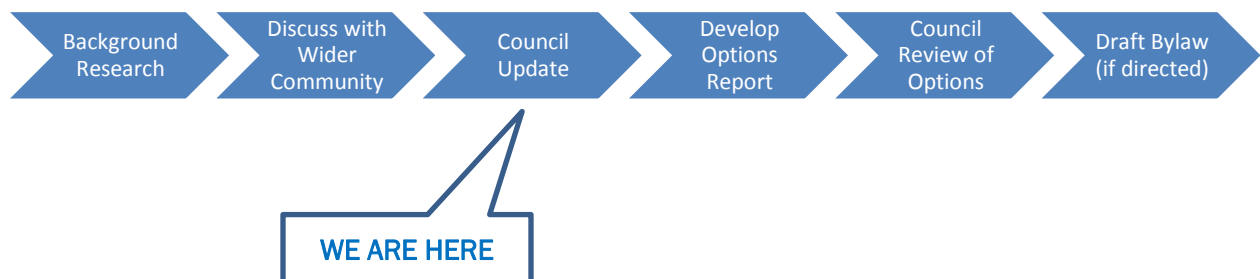 Background
Research
Discuss with
Wider
Community
Council
Update
Develop
Options
Report
Council
Review of
Options
Draft Bylaw
(if directed)
WE ARE HERE